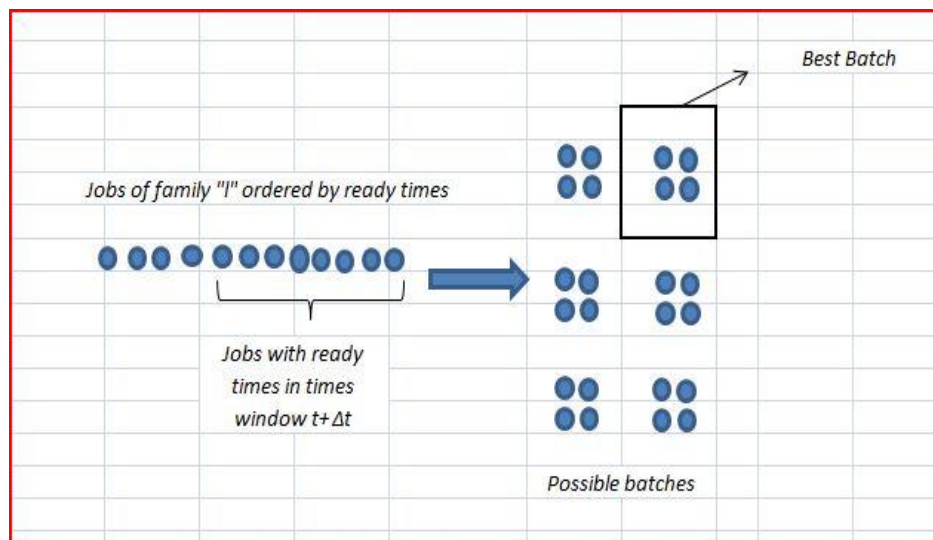 Best Batch
Jobs of family "l" ordered by ready times
Jobs with ready
times in times
window t+ Δt
Possible batches